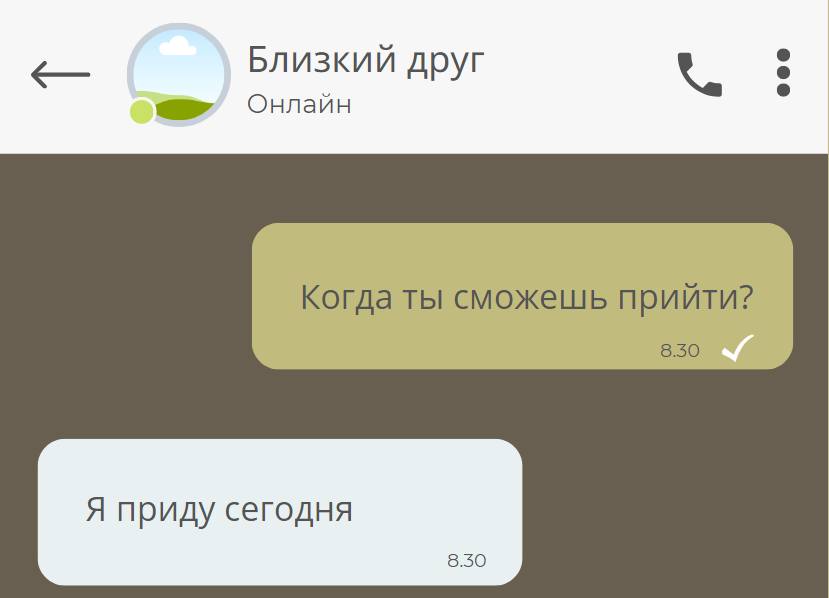 Близкий друг
Онлайн
Когда ты сможешь прийти?
8.30
Я приду сегодня
8.30